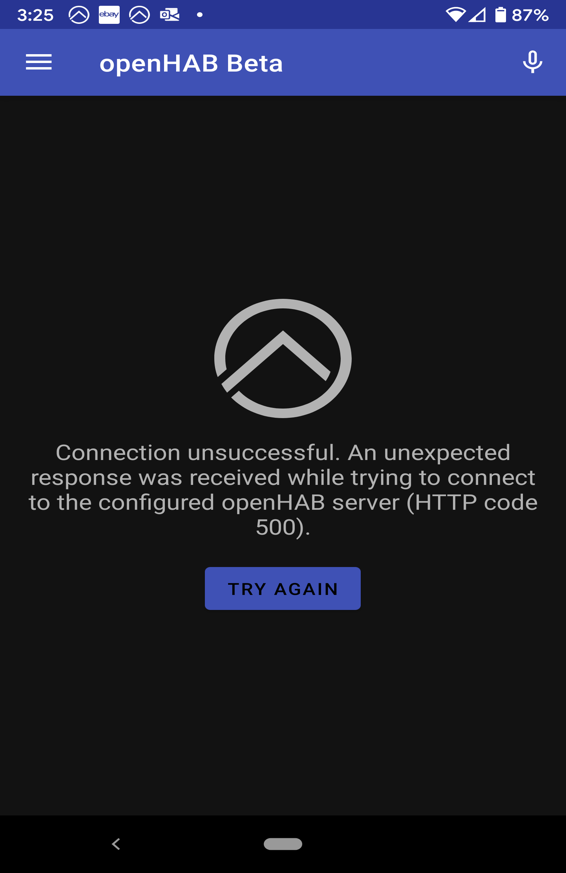 3:25 ebay 87%
openHAB Beta
Connection unsuccessful. An unexpected
response was received while trying to connect
to the configured openHAB server (HTTP code
500).
TRY AGAIN